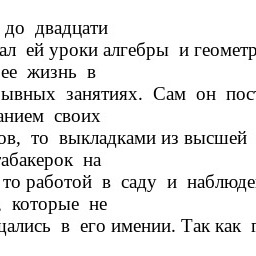 до двадцати
ал ей уроки алгебры и геометр
ее жизнь в
ывных занятиях. Сам он пост
анием своих
ов, то выкладками из высшей
абакерок на
то работой в саду и наблюде
, которые не
щались в его имении. Так как г